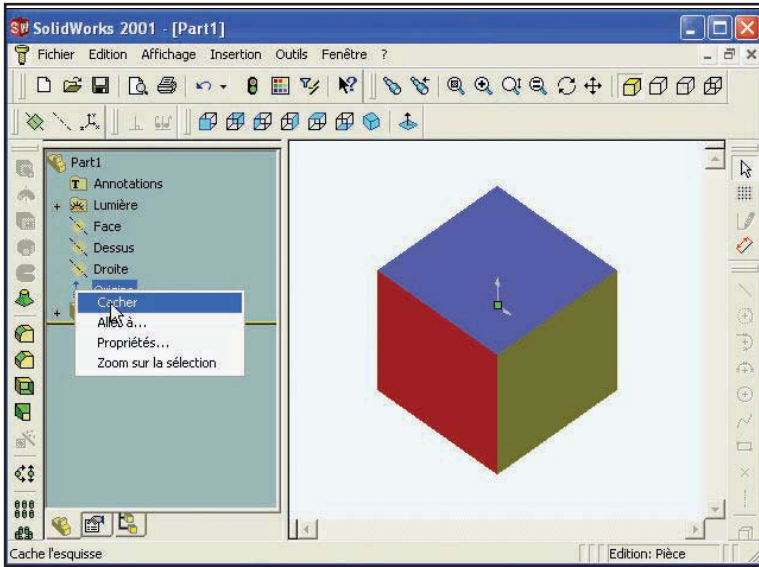 SolidWorks 2001 - [Part1]
Fichier Edition Affichage Insertion Outils Fenêtre ?
Part1
Annotations
Lumière
Face
Dessus
Droite
Origine
Cacher
Aller à...
Propriétés...
Zoom sur la sélection
Cache l'esquisse
Edition: Pièce